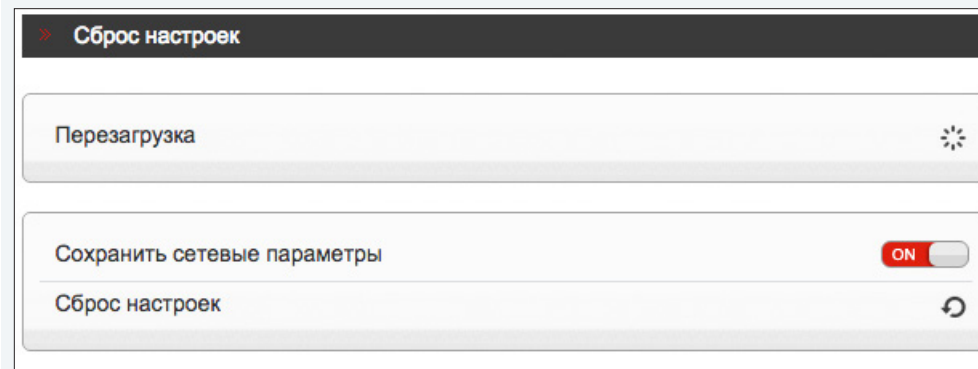 Сброс настроек
Перезагрузка
Сохранить сетевые параметры
ON
Сброс настроек